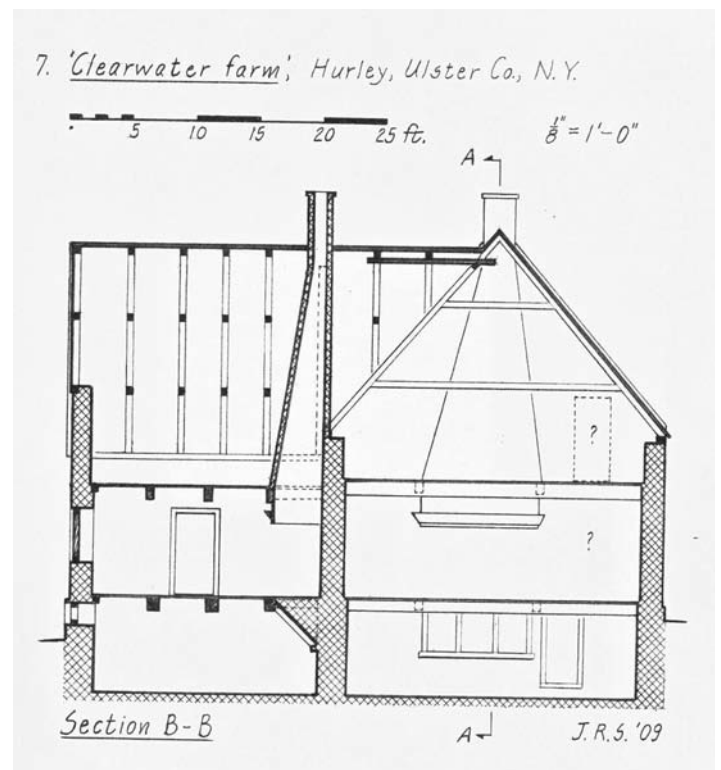 7. 'Clearwater farm', Hurley, Ulster Co., N.Y.
. 5 10 15 20 25 ft.
1/8" = 1'-0"
A
?
?
Section B-B
A
J.R.S. '09